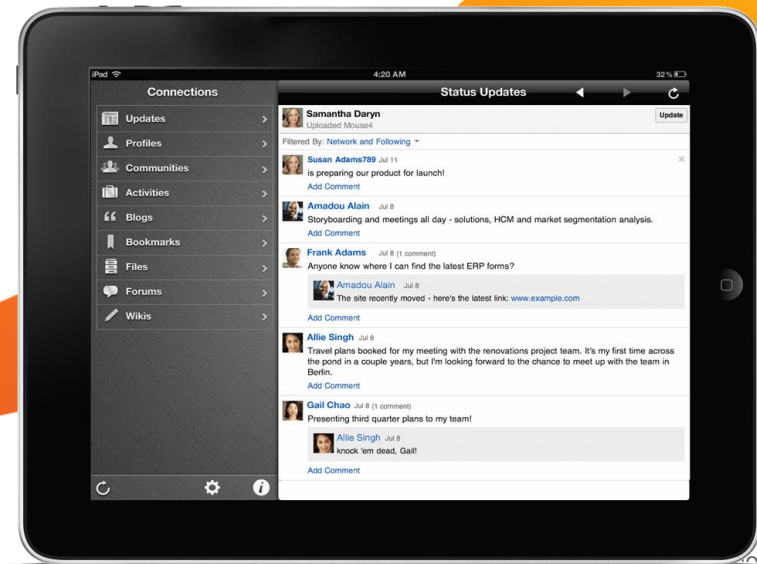 iPad 4:20 AM 32%
Connections
Updates
Profiles
Communities
Activities
Blogs
Bookmarks
Files
Forums
Wikis
Status Updates
Samantha Daryn
Uploaded Mouse4
Update
Filtered By: Network and Following
Susan Adams789 Jul 11
is preparing our product for launch!
Add Comment
Amadou Alain Jul 8
Storyboarding and meetings all day - solutions, HCM and market segmentation analysis.
Add Comment
Frank Adams Jul 8 (1 comment)
Anyone know where I can find the latest ERP forms?
Amadou Alain Jul 8
The site recently moved - here's the latest link: www.example.com
Add Comment
Allie Singh Jul 8
Travel plans booked for my meeting with the renovations project team. It's my first time across
the pond in a couple years, but I'm looking forward to the chance to meet up with the team in
Berlin.
Add Comment
Gail Chao Jul 8 (1 comment)
Presenting third quarter plans to my team!
Allie Singh Jul 8
knock 'em dead, Gail!
Add Comment